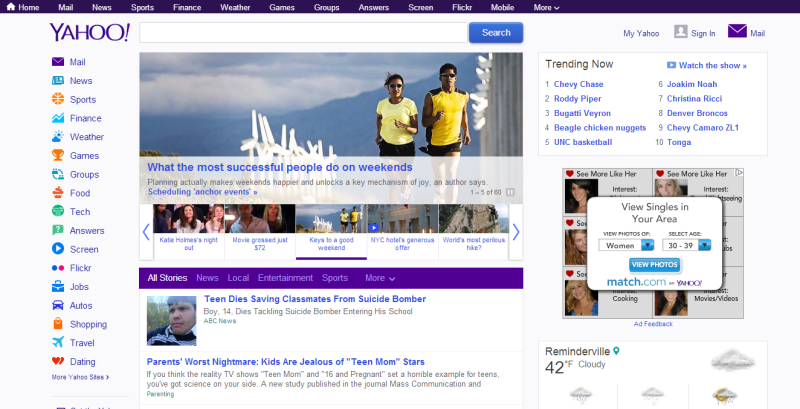 Home Mail News Sports Finance Weather Games Groups Answers Screen Flickr Mobile More
YAHOO!
Search
My Yahoo Sign In Mail
Mail
News
Sports
Finance
Weather
Games
Groups
Food
Tech
Answers
Screen
Flickr
Jobs
Autos
Shopping
Travel
Dating
More Yahoo Sites >
What the most successful people do on weekends
Planning actually makes weekends happier and unlocks a key mechanism of joy, an author says.
Scheduling 'anchor events' »
1 – 5 of 60
Katie Holmes's night out
Movie grossed just $72
Keys to a good weekend
NYC hotel's generous offer
World's most perilous hike?
All Stories News Local Entertainment Sports More
Teen Dies Saving Classmates From Suicide Bomber
Boy, 14, Dies Tackling Suicide Bomber Entering His School
ABC News
Parents' Worst Nightmare: Kids Are Jealous of "Teen Mom" Stars
If you think the reality TV shows "Teen Mom" and "16 and Pregnant" set a horrible example for teens,
you've got science on your side. A new study published in the journal Mass Communication and
Parenting
Trending Now
Watch the show »
1 Chevy Chase
2 Roddy Piper
3 Bugatti Veyron
4 Beagle chicken nuggets
5 UNC basketball
6 Joakim Noah
7 Christina Ricci
8 Denver Broncos
9 Chevy Camaro ZL1
10 Tonga
See More Like Her
See More Like Her
Interest:
Interest:
View Singles in
Your Area
VIEW PHOTOS OF: SELECT AGE:
Women 30 - 39
VIEW PHOTOS
match.com on YAHOO!
Interest:
Cooking
Interest:
Movies/Videos
Ad Feedback
Reminderville
42 °F Cloudy